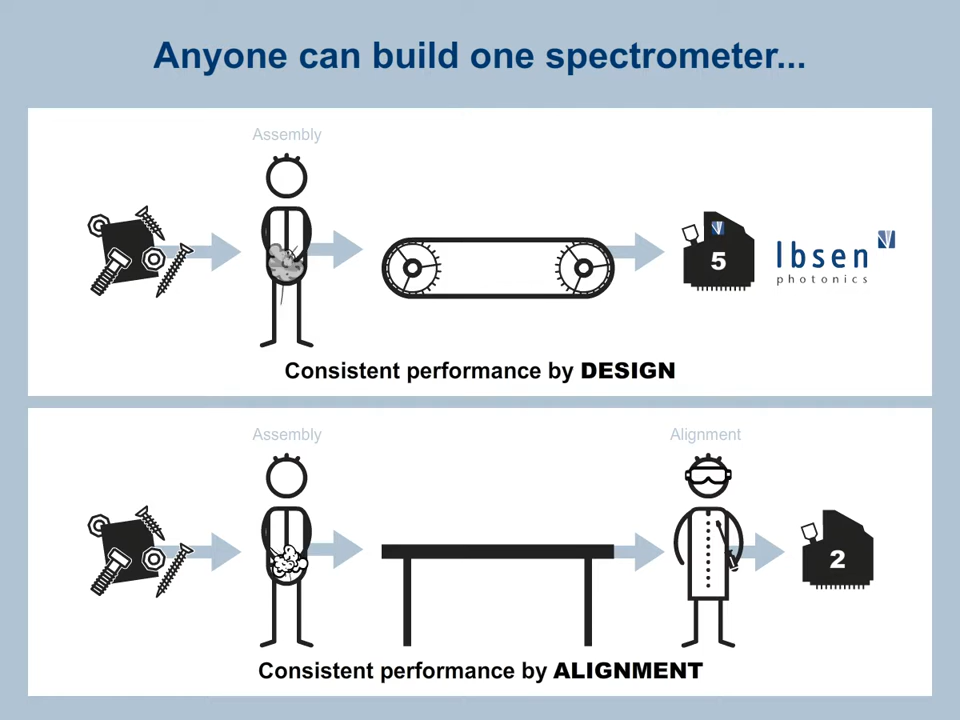 Anyone can build one spectrometer...
Assembly
5
Ibsen
photonics
Consistent performance by DESIGN
Assembly
Alignment
2
Consistent performance by ALIGNMENT